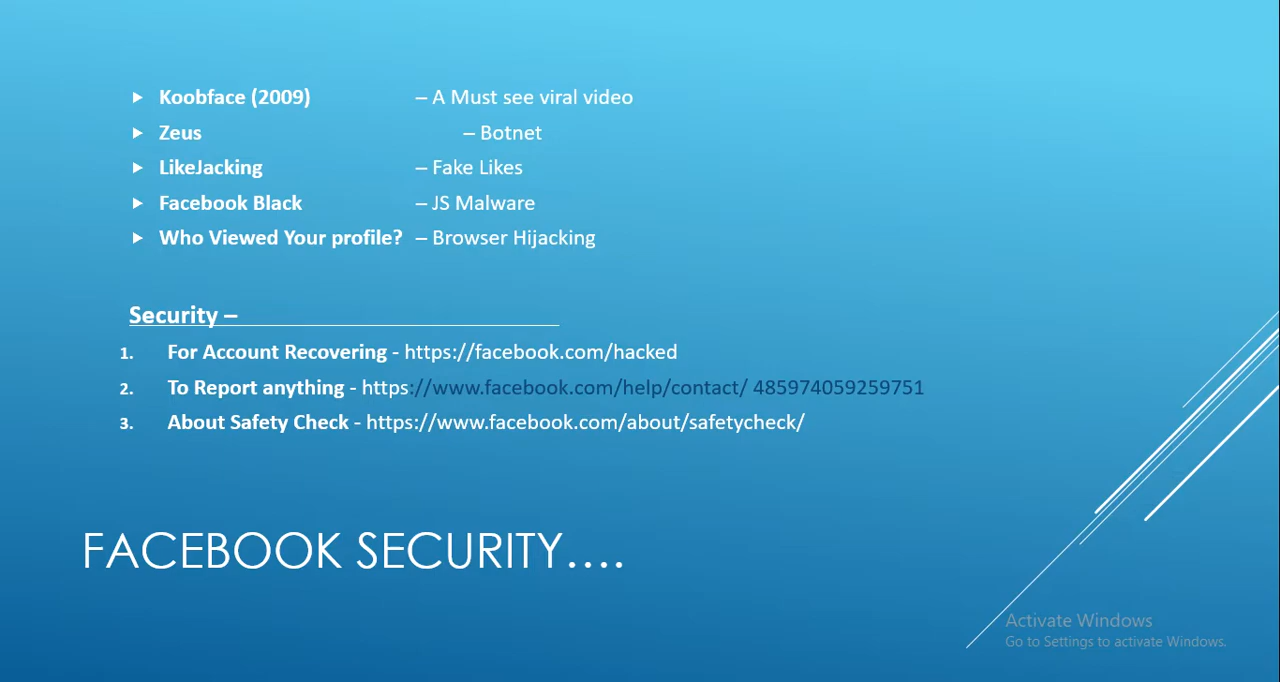 Koobface (2009) – A Must see viral video
Zeus – Botnet
LikeJacking – Fake Likes
Facebook Black – JS Malware
Who Viewed Your profile? – Browser Hijacking
Security –
1. For Account Recovering - https://facebook.com/hacked
2. To Report anything - https://www.facebook.com/help/contact/ 485974059259751
3. About Safety Check - https://www.facebook.com/about/safetycheck/
FACEBOOK SECURITY....
Activate Windows
Go to Settings to activate Windows.